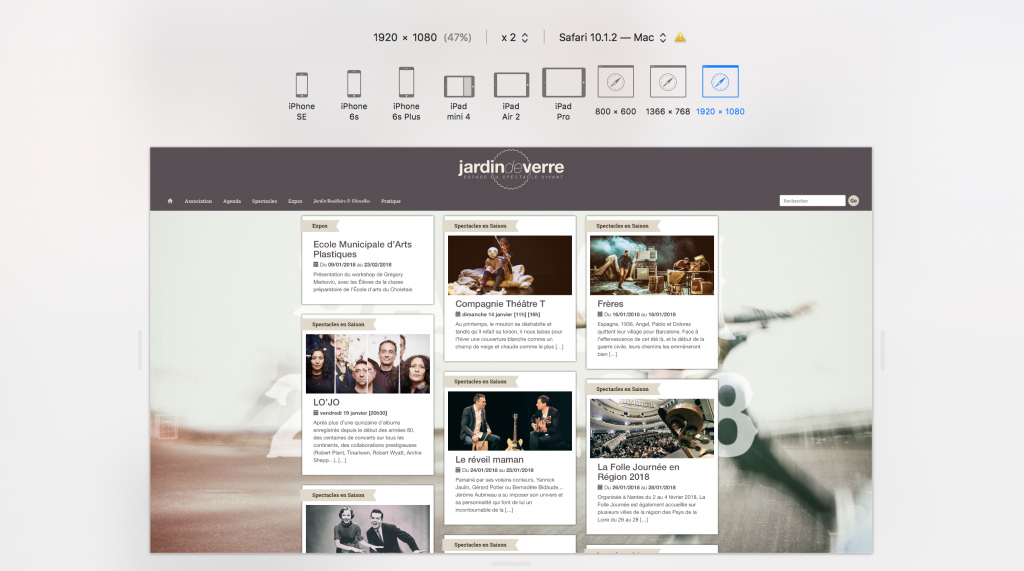 1920 × 1080 (47%) x 2 Safari 10.1.2 — Mac
iPhone
SE
iPhone
6s
iPhone
6s Plus
iPad
mini 4
iPad
Air 2
iPad
Pro
800 × 600
1366 × 768
1920 × 1080
jardindeverre
ESPACE DU SPECTACLE VIVANT
Association Agenda Spectacles Expos Jardin Bouillaire & Ficuelles Pratique
Rechercher Go
Expos
Ecole Municipale d'Arts
Plastiques
Du 09/01/2018 au 23/02/2018
Présentation du workshop de Gregory
Markovic, avec les Élèves de la classe
préparatoire de l'École d'arts du Choletais
Spectacles en Saison
LO'JO
vendredi 19 janvier [20h30]
Après plus d'une quinzaine d'albums
enregistrée depuis le début des années 80,
des centaines de concerts sur tous les
continents, des collaborations prestigieuses
(Robert Plant, Tinariwen, Robert Wyatt, Archie
Shepp...), [...]
Spectacles en Saison
Spectacles en Saison
Compagnie Théâtre T
dimanche 14 janvier [11h] [16h]
Au printemps, le mouton se déshabille et
tandis qu'il refait sa toison, il nous laisse pour
l'hiver une couverture blanche comme un
champ de neige et chaude comme le plus [...]
Spectacles en Saison
Le réveil maman
Du 24/01/2018 au 25/01/2018
Parrainé par ses voisins conteurs, Yannick
Jaulin, Gérard Potier ou Bernadète Bidaude...
Jérôme Aubineau a su imposer son univers et
sa personnalité qui font de lui un
incontournable de la [...]
Spectacles en Saison
Spectacles en Saison
Frères
Du 16/01/2018 au 18/01/2018
Espagne, 1936. Angel, Pablo et Dolores
quittent leur village pour Barcelone. Face à
l'effervescence de cet été là, et le début de la
guerre civile, leurs chemins les emmèneront
bien [...]
Spectacles en Saison
La Folle Journée en
Région 2018
Du 26/01/2018 au 28/01/2018
Organisée à Nantes du 2 au 4 février 2018, La
Folle Journée est également accueillie sur
plusieurs villes de la région des Pays de la
Loire du 26 au 28 [...]